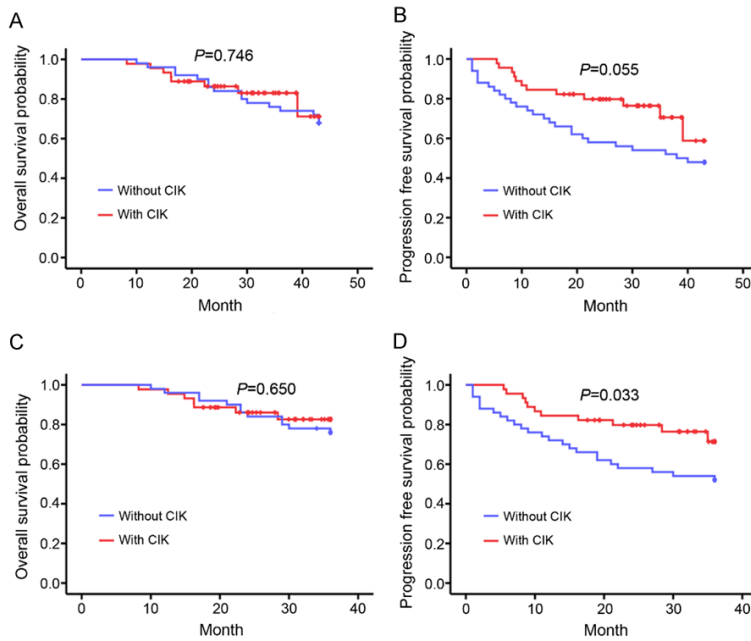 A
Overall survival probability
1.0
0.8
0.6
0.4
0.2
0.0
P=0.746
Without CIK
With CIK
0
10
20
30
40
50
Month
B
Progression free survival probability
1.0
0.8
0.6
0.4
0.2
0.0
P=0.055
Without CIK
With CIK
0
10
20
30
40
50
Month
C
Overall survival probability
1.0
0.8
0.6
0.4
0.2
0.0
P=0.650
Without CIK
With CIK
0
10
20
30
40
Month
D
Progression free survival probability
1.0
0.8
0.6
0.4
0.2
0.0
P=0.033
Without CIK
With CIK
0
10
20
30
40
Month